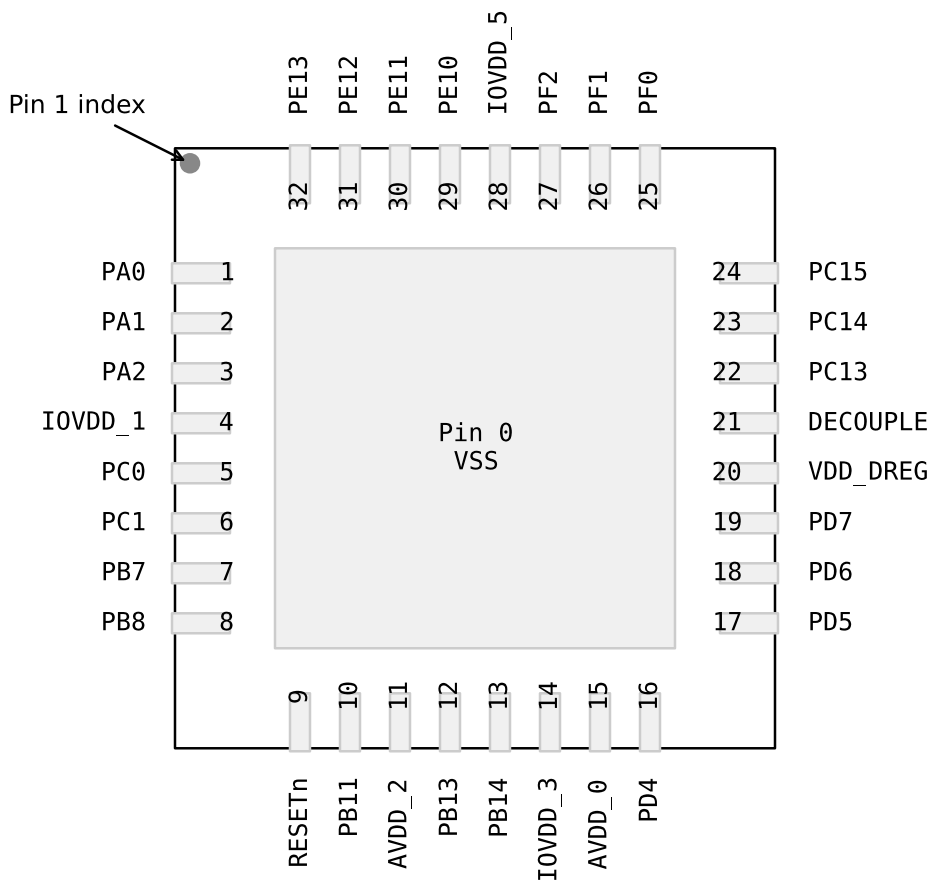 PE13
PE12
PE11
PE10
IOVDD_5
PF2
PF1
PF0
Pin 1 index
32
31
30
29
28
27
26
25
PA0 1
24 PC15
PA1 2
23 PC14
PA2 3
22 PC13
IOVDD_1 4
21 DECOUPLE
Pin 0
VSS
PC0 5
20 VDD_DREG
PC1 6
19 PD7
PB7 7
18 PD6
PB8 8
17 PD5
9
10
11
12
13
14
15
16
RESETn
PB11
AVDD_2
PB13
PB14
IOVDD_3
AVDD_0
PD4